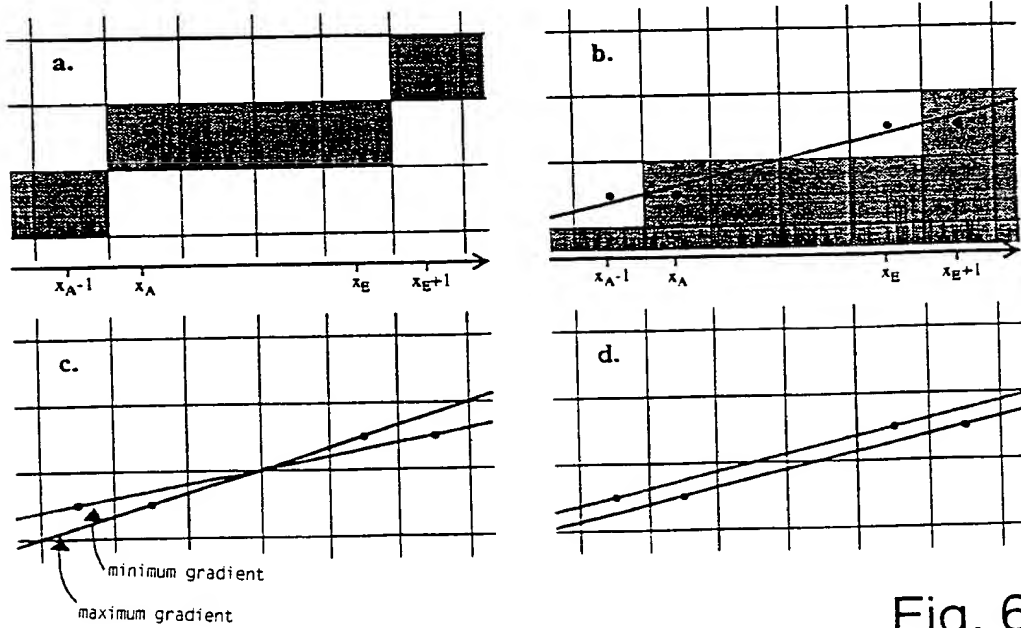 a.
b.
x_A-1 x_A x_E x_E+1
x_A-1 x_A x_E x_E+1
c.
d.
minimum gradient
maximum gradient
Fig. 6